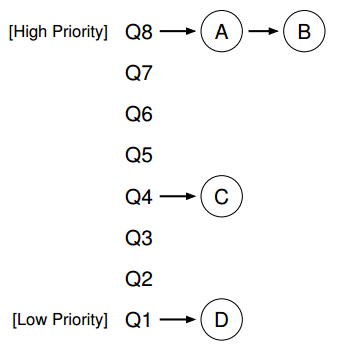 [High Priority] Q8 A B
Q7
Q6
Q5
Q4 C
Q3
Q2
[Low Priority] Q1 D